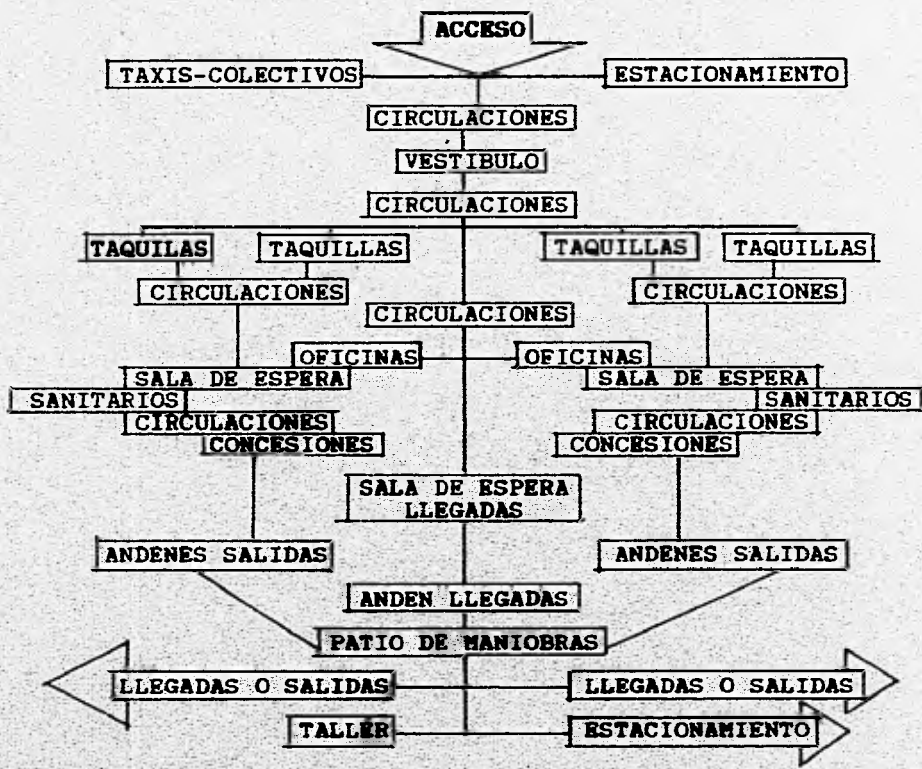 ACCESO
TAXIS-COLECTIVOS
ESTACIONAMIENTO
CIRCULACIONES
VESTIBULO
CIRCULACIONES
TAQUILAS
TAQUILLAS
TAQUILLAS
TAQUILLAS
CIRCULACIONES
CIRCULACIONES
CIRCULACIONES
OFICINAS
OFICINAS
SALA DE ESPERA
SALA DE ESPERA
SANITARIOS
SANITARIOS
CIRCULACIONES
CIRCULACIONES
CONCESIONES
CONCESIONES
SALA DE ESPERA
LLEGADAS
ANDENES SALIDAS
ANDENES SALIDAS
ANDEN LLEGADAS
PATIO DE MANIOBRAS
LLEGADAS O SALIDAS
LLEGADAS O SALIDAS
TALLER
ESTACIONAMIENTO